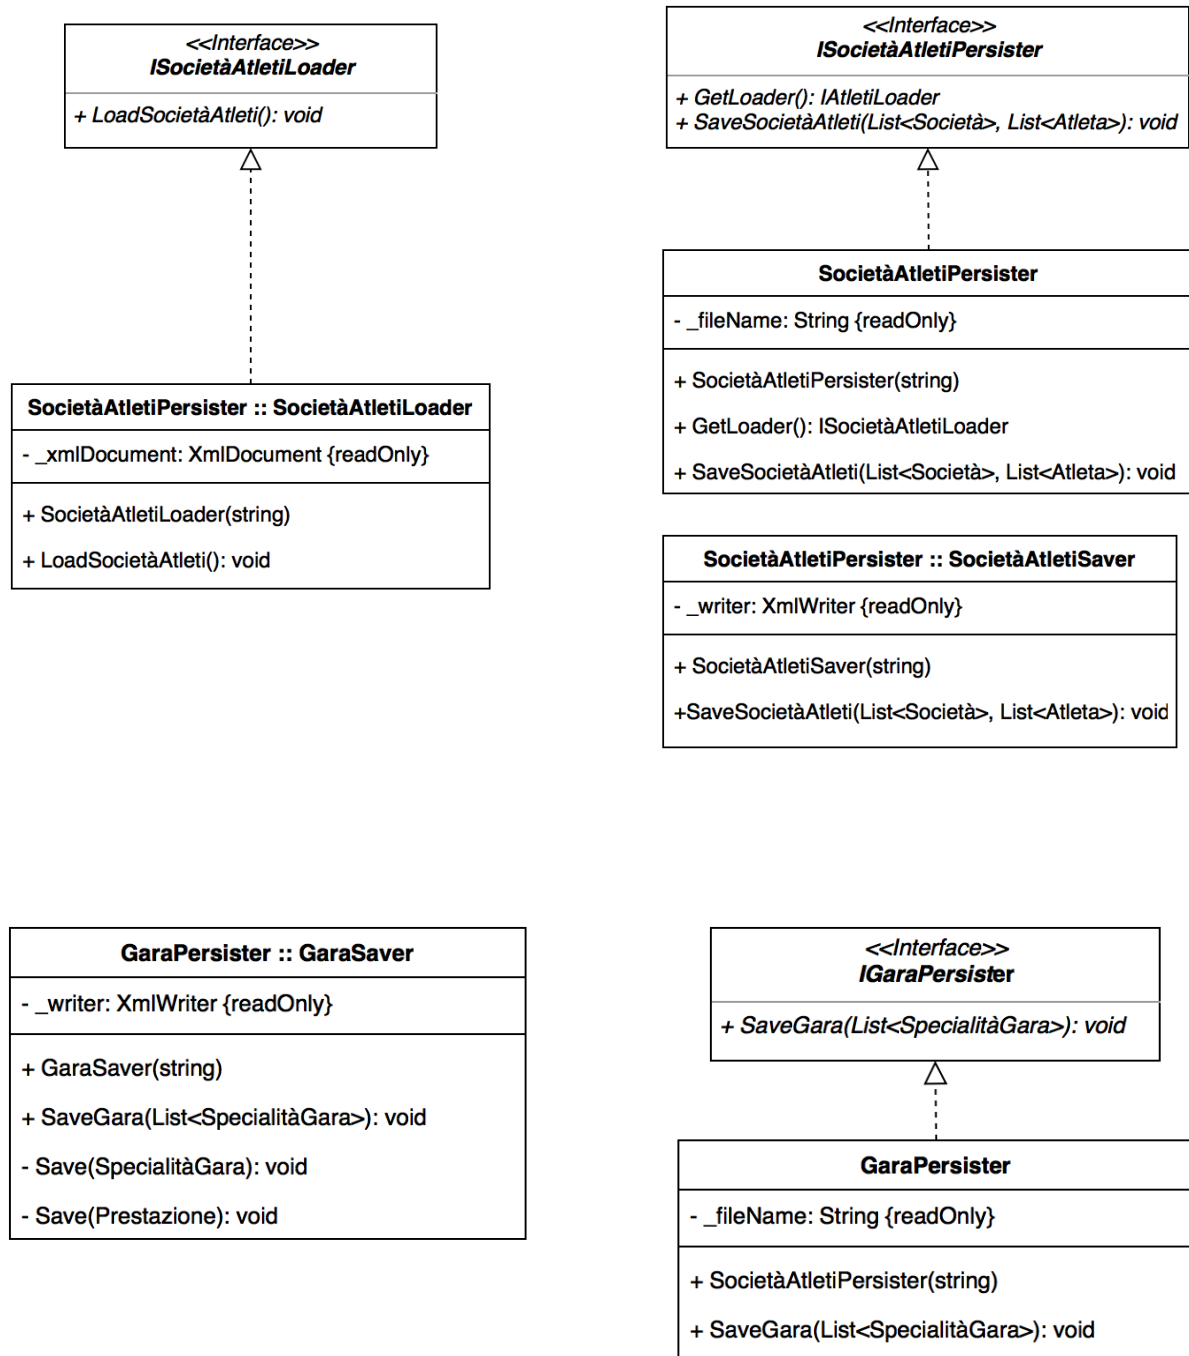 <<Interface>>
ISocietàAtletiLoader
+ LoadSocietàAtleti(): void
<<Interface>>
ISocietàAtletiPersister
+ GetLoader(): IAtletiLoader
+ SaveSocietàAtleti(List<Società>, List<Atleta>): void
SocietàAtletiPersister
- _fileName: String {readOnly}
+ SocietàAtletiPersister(string)
+ GetLoader(): ISocietàAtletiLoader
+ SaveSocietàAtleti(List<Società>, List<Atleta>): void
SocietàAtletiPersister :: SocietàAtletiLoader
- _xmlDocument: XmlDocument {readOnly}
+ SocietàAtletiLoader(string)
+ LoadSocietàAtleti(): void
SocietàAtletiPersister :: SocietàAtletiSaver
- _writer: XmlWriter {readOnly}
+ SocietàAtletiSaver(string)
+SaveSocietàAtleti(List<Società>, List<Atleta>): void
GaraPersister :: GaraSaver
- _writer: XmlWriter {readOnly}
+ GaraSaver(string)
+ SaveGara(List<SpecialitàGara>): void
- Save(SpecialitàGara): void
- Save(Prestazione): void
<<Interface>>
IGaraPersister
+ SaveGara(List<SpecialitàGara>): void
GaraPersister
- _fileName: String {readOnly}
+ SocietàAtletiPersister(string)
+ SaveGara(List<SpecialitàGara>): void